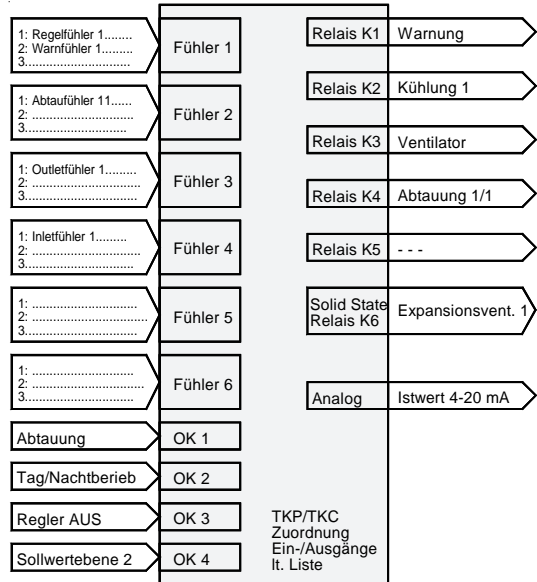 1: Regelfühler 1........
2: Warnfühler 1........
3.............................
Fühler 1
Relais K1 Warnung
Relais K2 Kühlung 1
1: Abtaufühler 11......
2: ...........................
3............................
Fühler 2
Relais K3 Ventilator
1: Outletfühler 1.........
2: ..............................
3...............................
Fühler 3
Relais K4 Abtauung 1/1
1: Inletfühler 1.........
2: ..............................
3.............................
Fühler 4
Relais K5 - - -
1: .............................
2: ................................
3...............................
Fühler 5
Solid State
Relais K6
Expansionsvent. 1
1: ............................
2: ...............................
3.............................
Fühler 6
Analog Istwert 4-20 mA
Abtauung OK 1
Tag/Nachtberieb OK 2
Regler AUS OK 3
Sollwertebene 2 OK 4
TKP/TKC
Zuordnung
Ein-/Ausgänge
lt. Liste